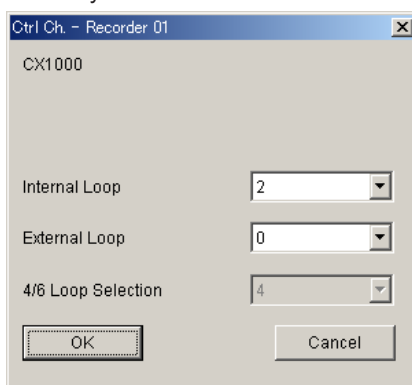 Ctrl Ch. - Recorder 01
CX1000
Internal Loop 2
External Loop 0
4/6 Loop Selection 4
OK Cancel